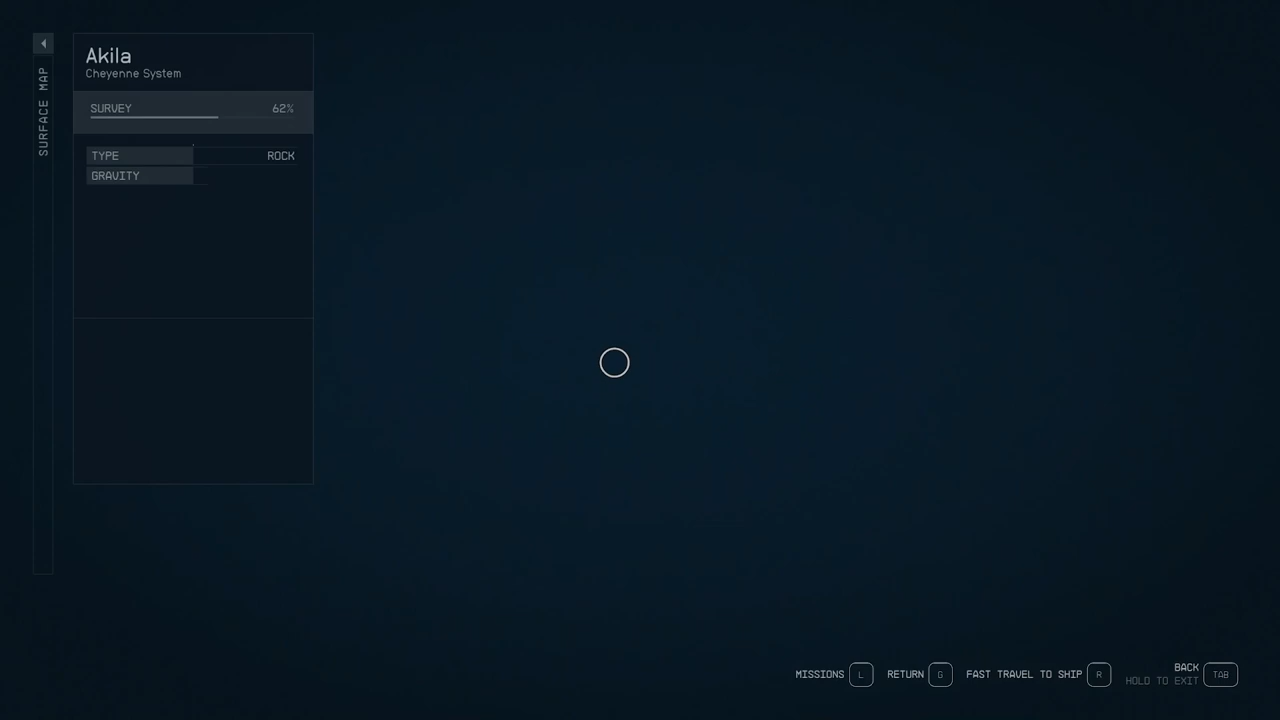 SURFACE MAP
Akila
Cheyenne System
SURVEY 62%
TYPE ROCK
GRAVITY
MISSIONS L RETURN G FAST TRAVEL TO SHIP R BACK TAB
HOLD TO EXIT